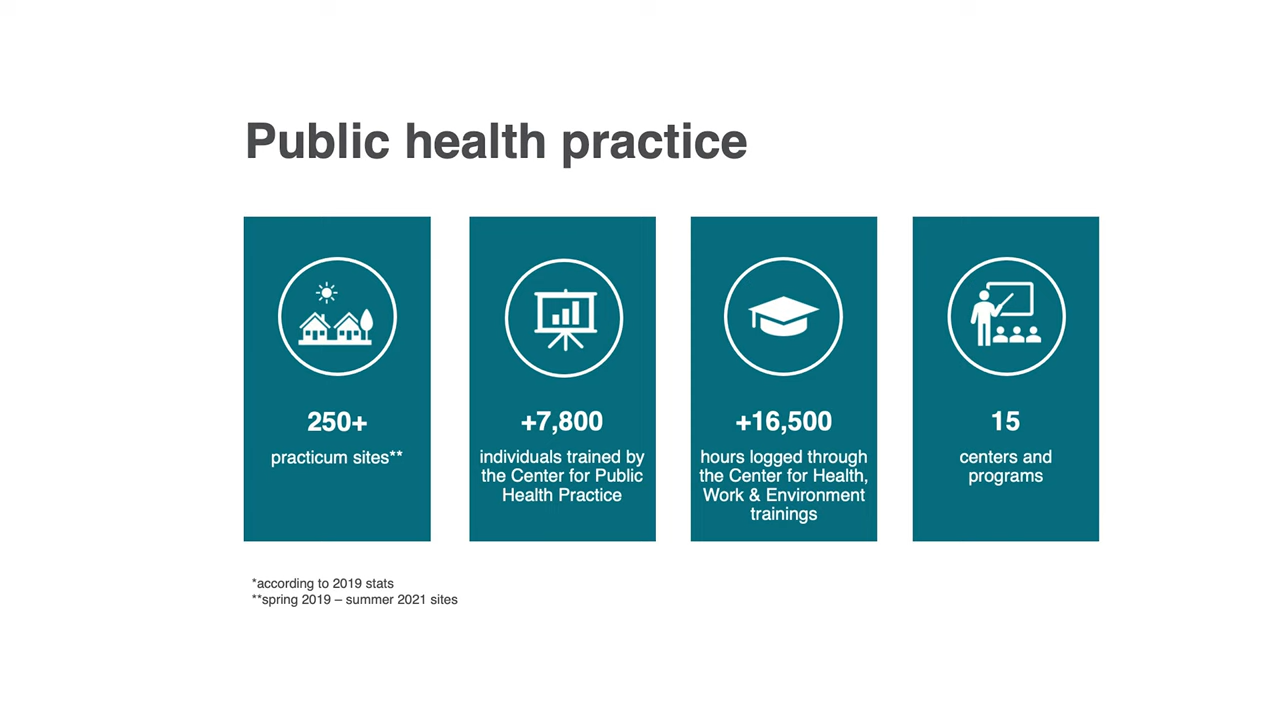 Public health practice
250+
practicum sites**
+7,800
individuals trained by
the Center for Public
Health Practice
+16,500
hours logged through
the Center for Health,
Work & Environment
trainings
15
centers and
programs
*according to 2019 stats
**spring 2019 – summer 2021 sites